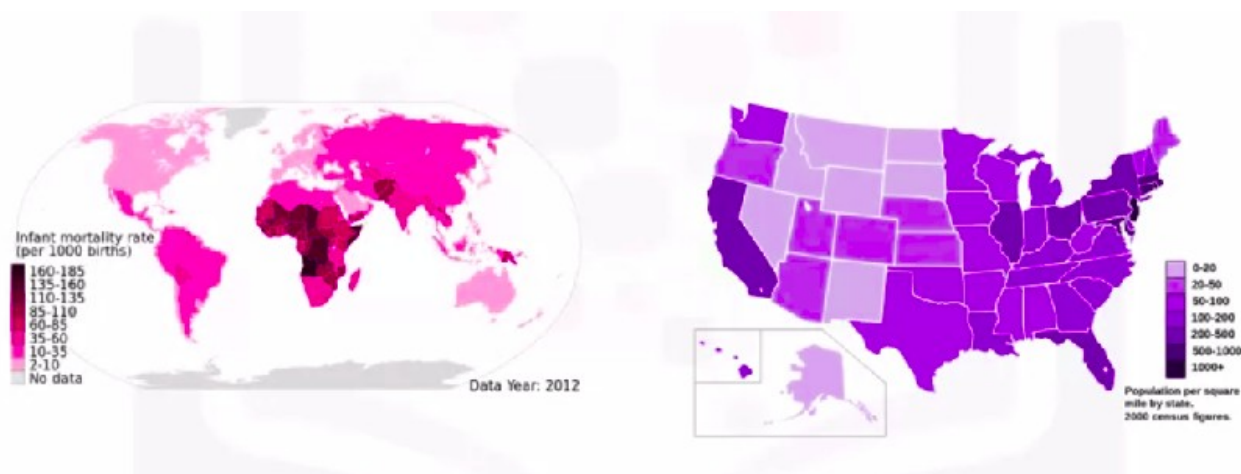 Infant mortality rate
(per 1000 births)
160-185
135-160
110-135
85-110
60-85
35-60
10-35
2-10
No data
Data Year: 2012
0-20
20-50
50-100
100-200
200-500
500-1000
1000+
Population per square
mile by state.
2000 census figures.